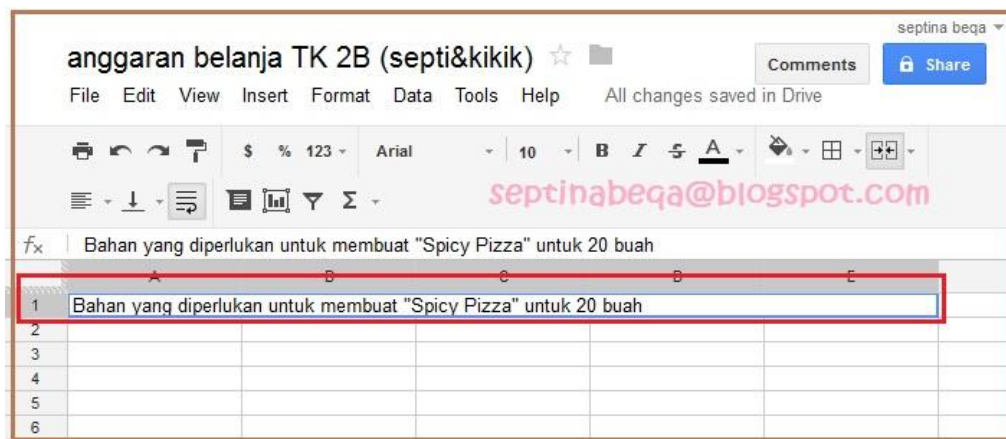 septina beqa
anggaran belanja TK 2B (septi&kikik)
Comments
Share
File Edit View Insert Format Data Tools Help All changes saved in Drive
$ % 123 Arial 10 B I S A
Σ
septinabeqa@blogspot.com
fx Bahan yang diperlukan untuk membuat "Spicy Pizza" untuk 20 buah
A B C D E
1 Bahan yang diperlukan untuk membuat "Spicy Pizza" untuk 20 buah
2
3
4
5
6